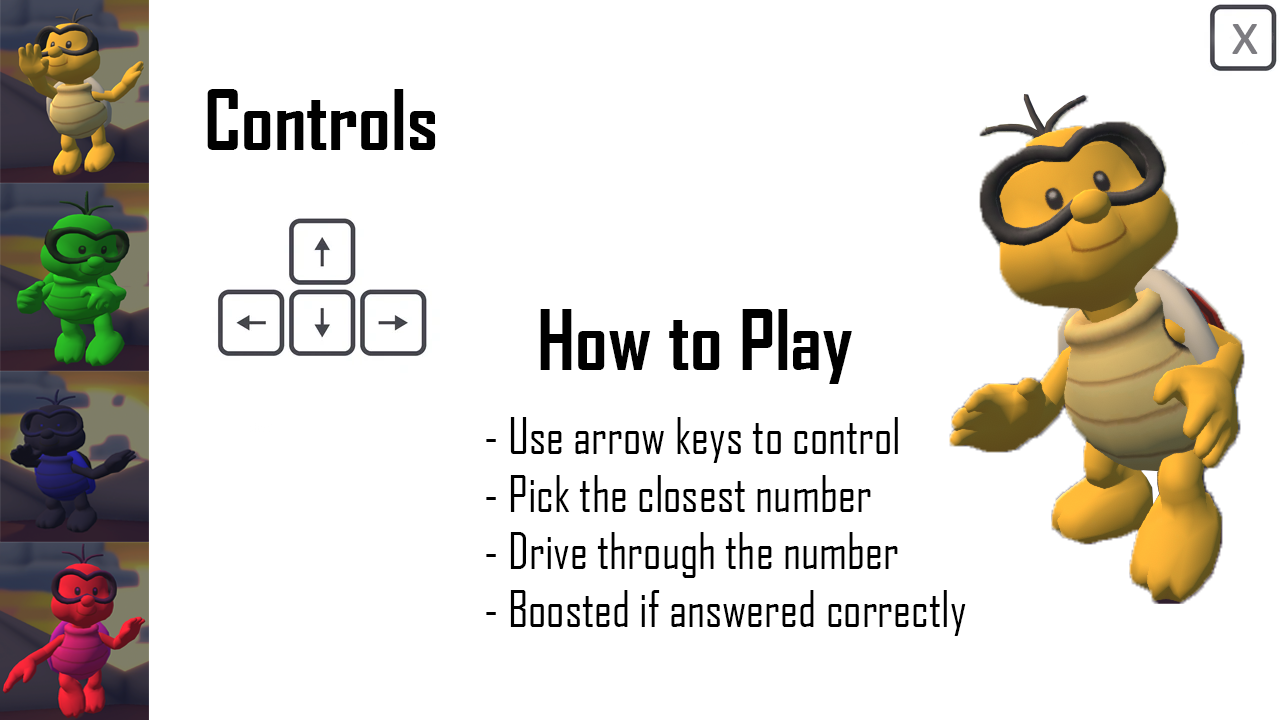 X
Controls
How to Play
- Use arrow keys to control
- Pick the closest number
- Drive through the number
- Boosted if answered correctly